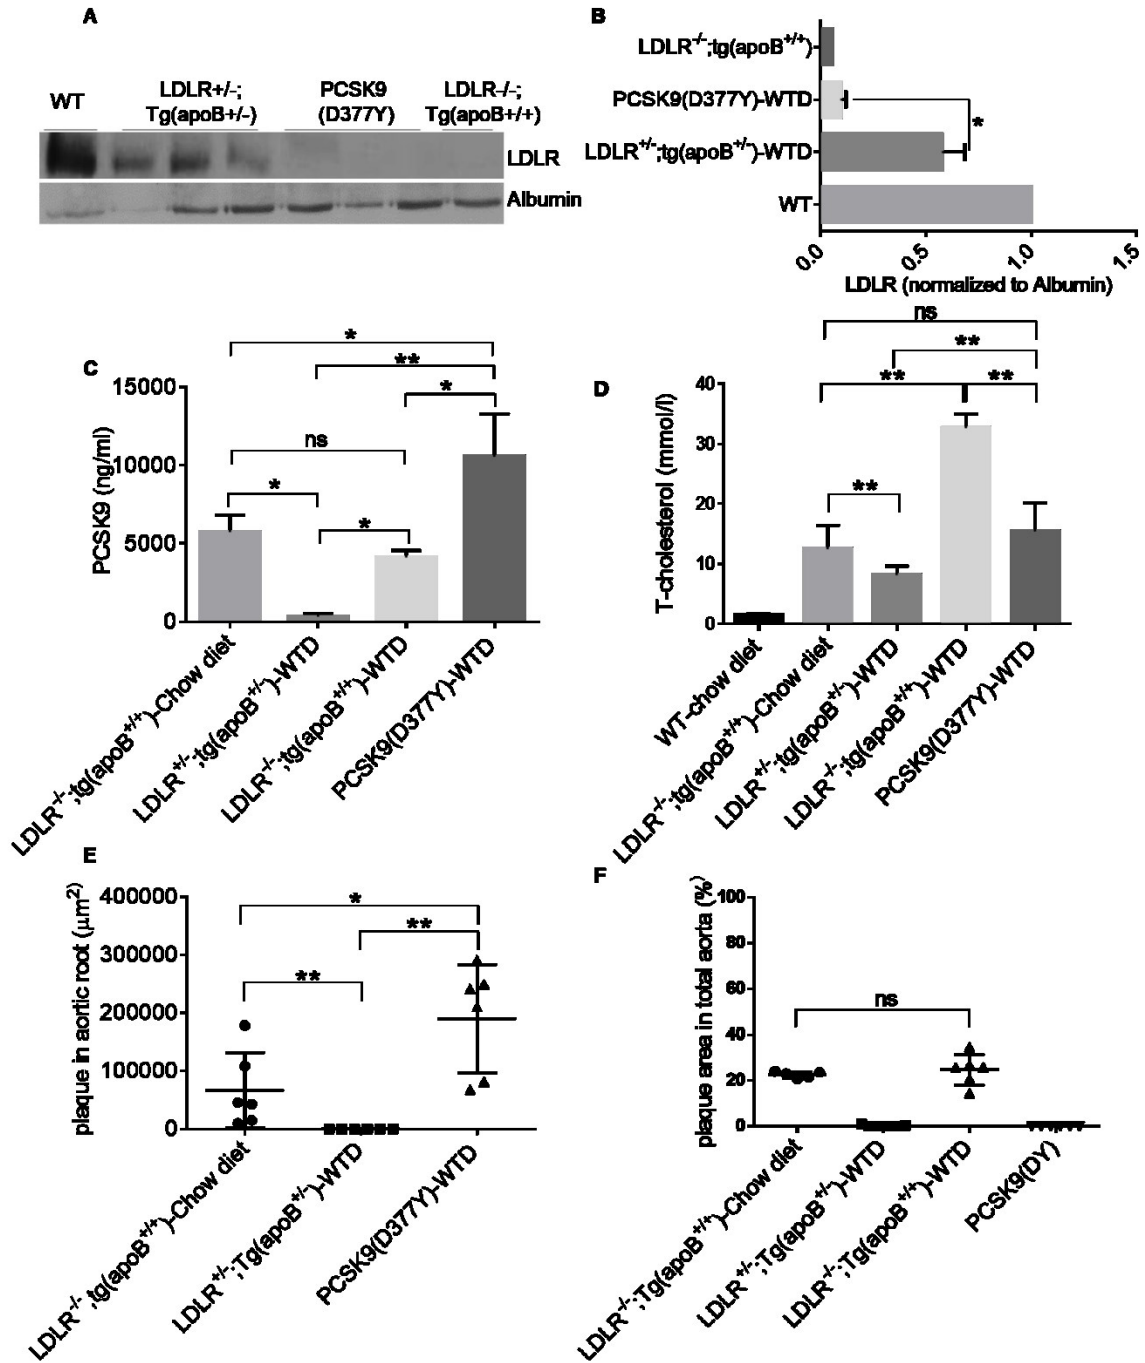 A
WT
LDLR+/-;
Tg(apoB+/-)
PCSK9
(D377Y)
LDLR-/-;
Tg(apoB+/+)
LDLR
Albumin
B
LDLR-/-;tg(apoB+/+)
PCSK9(D377Y)-WTD
LDLR+/-;tg(apoB+/-)-WTD
WT
*
0.0 0.5 1.0 1.5
LDLR (normalized to Albumin)
C
PCSK9 (ng/ml)
15000
10000
5000
0
*
**
*
ns
*
*
LDLR-/-;tg(apoB+/+)-Chow diet
LDLR+/-;tg(apoB+/-)-WTD
LDLR-/-;tg(apoB+/+)-WTD
PCSK9(D377Y)-WTD
D
T-cholesterol (mmol/l)
40
30
20
10
0
ns
**
** **
**
WT-chow diet
LDLR-/-;tg(apoB+/+)-Chow diet
LDLR+/-;tg(apoB+/-)-WTD
LDLR-/-;tg(apoB+/+)-WTD
PCSK9(D377Y)-WTD
E
plaque in aortic root (μm2)
400000
300000
200000
100000
0
*
**
**
LDLR-/-;tg(apoB+/+)-Chow diet
LDLR+/-;Tg(apoB+/-)-WTD
PCSK9(D377Y)-WTD
F
plaque area in total aorta (%)
100
80
60
40
20
0
ns
LDLR-/-;Tg(apoB+/+)-Chow diet
LDLR+/-;Tg(apoB+/-)-WTD
LDLR-/-;Tg(apoB+/+)-WTD
PCSK9(DY)